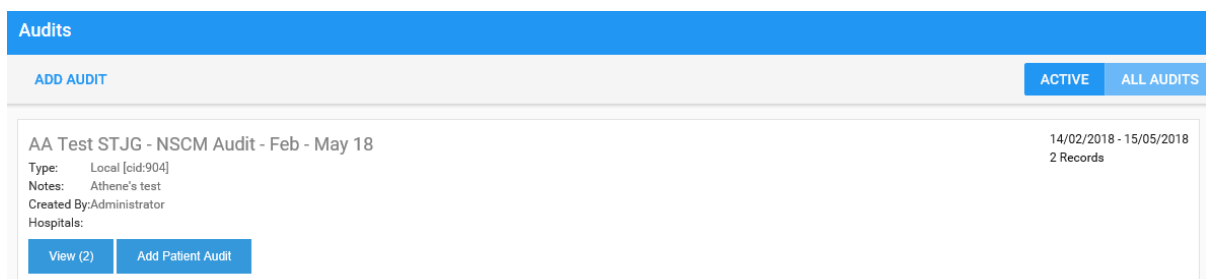 Audits
ADD AUDIT
ACTIVE ALL AUDITS
AA Test STJG - NSCM Audit - Feb - May 18
14/02/2018 - 15/05/2018
Type: Local [cid:904]
2 Records
Notes: Athene's test
Created By:Administrator
Hospitals:
View (2) Add Patient Audit